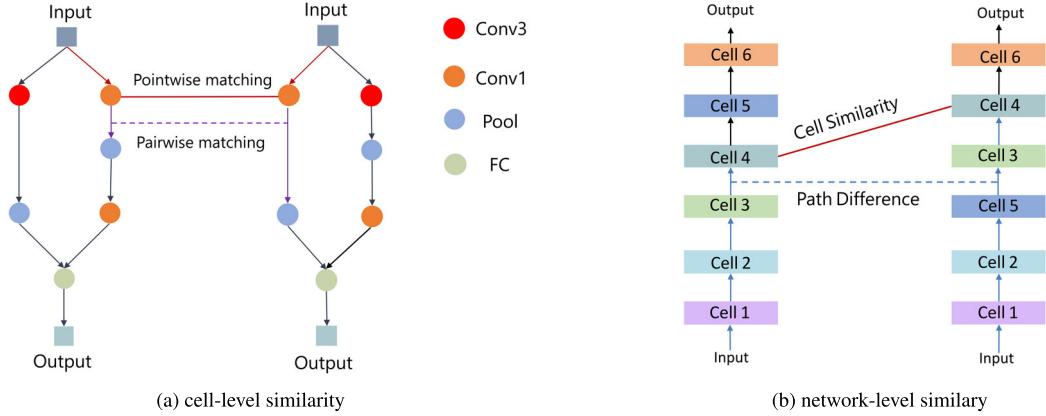 Input
Input
Pointwise matching
Pairwise matching
Output
Output
Conv3
Conv1
Pool
FC
(a) cell-level similarity
Output
Output
Cell 6
Cell 6
Cell 5
Cell 4
Cell Similarity
Cell 4
Cell 3
Path Difference
Cell 3
Cell 5
Cell 2
Cell 2
Cell 1
Cell 1
Input
Input
(b) network-level similary